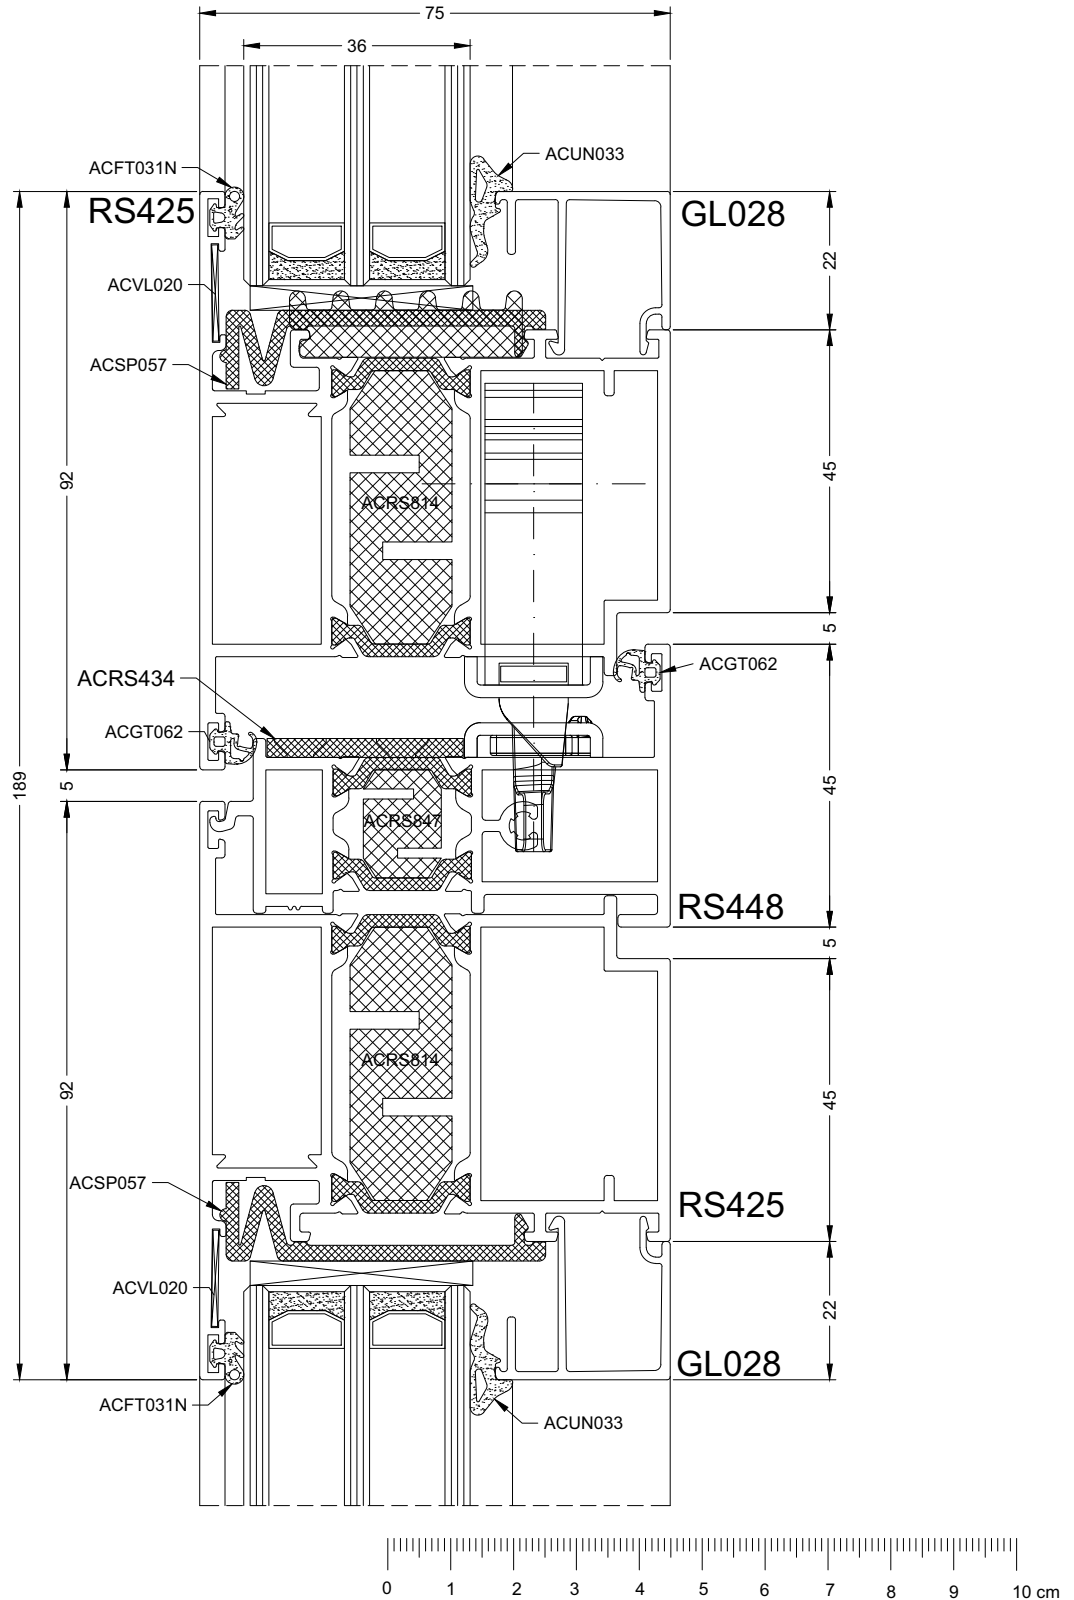 75
36
ACFT031N
ACUN033
RS425
GL028
22
ACVL020
ACSP057
92
45
ACRS814
5
ACGT062
ACRS434
ACGT062
189
5
45
ACRS847
RS448
5
92
ACRS814
45
ACSP057
RS425
ACVL020
22
GL028
ACFT031N
ACUN033
0 1 2 3 4 5 6 7 8 9 10 cm